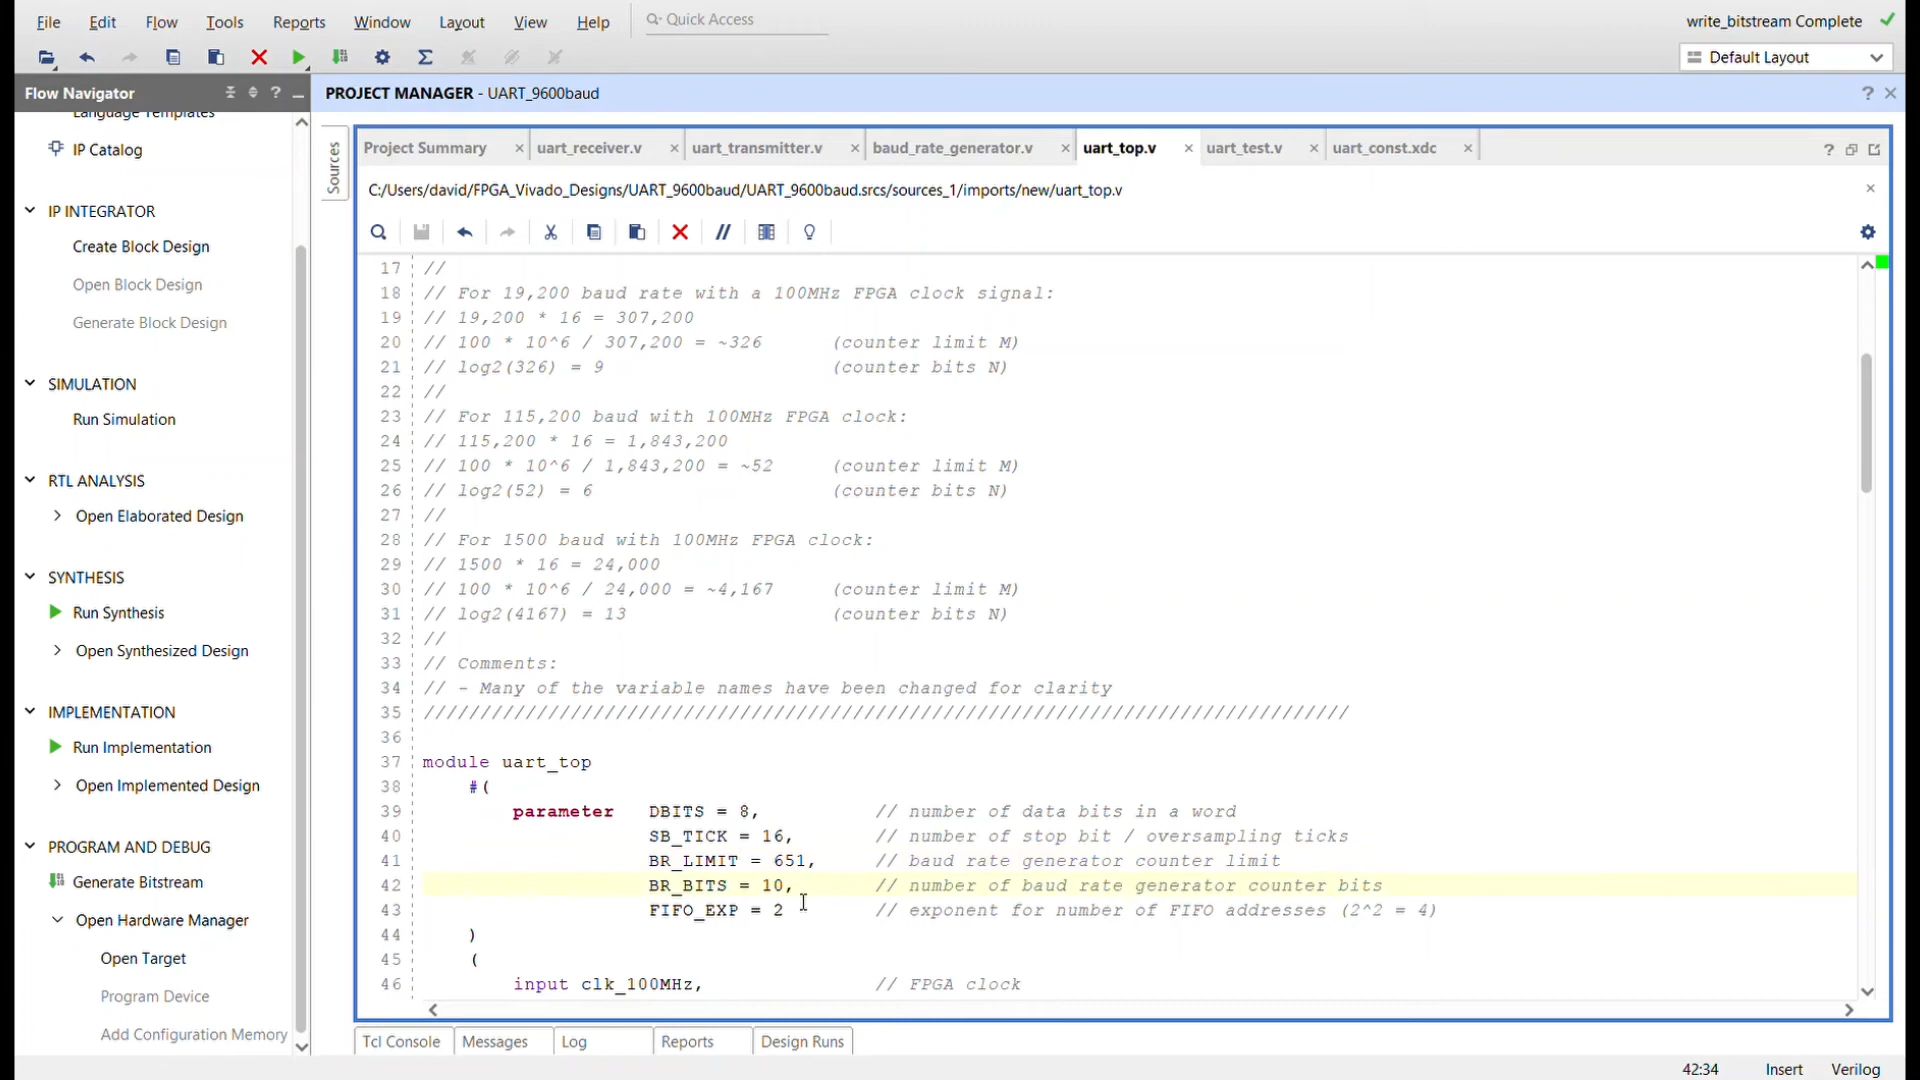 File Edit Flow Tools Reports Window Layout View Help Quick Access write_bitstream Complete
Default Layout
Flow Navigator ? PROJECT MANAGER - UART_9600baud ?
Language Templates
IP Catalog
IP INTEGRATOR
Create Block Design
Open Block Design
Generate Block Design
SIMULATION
Run Simulation
RTL ANALYSIS
Open Elaborated Design
SYNTHESIS
Run Synthesis
Open Synthesized Design
IMPLEMENTATION
Run Implementation
Open Implemented Design
PROGRAM AND DEBUG
Generate Bitstream
Open Hardware Manager
Open Target
Program Device
Add Configuration Memory
Sources
Project Summary uart_receiver.v uart_transmitter.v baud_rate_generator.v uart_top.v uart_test.v uart_const.xdc ?
C:/Users/david/FPGA_Vivado_Designs/UART_9600baud/UART_9600baud.srcs/sources_1/imports/new/uart_top.v
17 //
18 // For 19,200 baud rate with a 100MHz FPGA clock signal:
19 // 19,200 * 16 = 307,200
20 // 100 * 10^6 / 307,200 = ~326 (counter limit M)
21 // log2(326) = 9 (counter bits N)
22 //
23 // For 115,200 baud with 100MHz FPGA clock:
24 // 115,200 * 16 = 1,843,200
25 // 100 * 10^6 / 1,843,200 = ~52 (counter limit M)
26 // log2(52) = 6 (counter bits N)
27 //
28 // For 1500 baud with 100MHz FPGA clock:
29 // 1500 * 16 = 24,000
30 // 100 * 10^6 / 24,000 = ~4,167 (counter limit M)
31 // log2(4167) = 13 (counter bits N)
32 //
33 // Comments:
34 // - Many of the variable names have been changed for clarity
35 //////////////////////////////////////////////////////////////////////////////////
36
37 module uart_top
38 #(
39 parameter DBITS = 8, // number of data bits in a word
40 SB_TICK = 16, // number of stop bit / oversampling ticks
41 BR_LIMIT = 651, // baud rate generator counter limit
42 BR_BITS = 10, // number of baud rate generator counter bits
43 FIFO_EXP = 2 // exponent for number of FIFO addresses (2^2 = 4)
44 )
45 (
46 input clk_100MHz, // FPGA clock
Tcl Console Messages Log Reports Design Runs
42:34 Insert Verilog